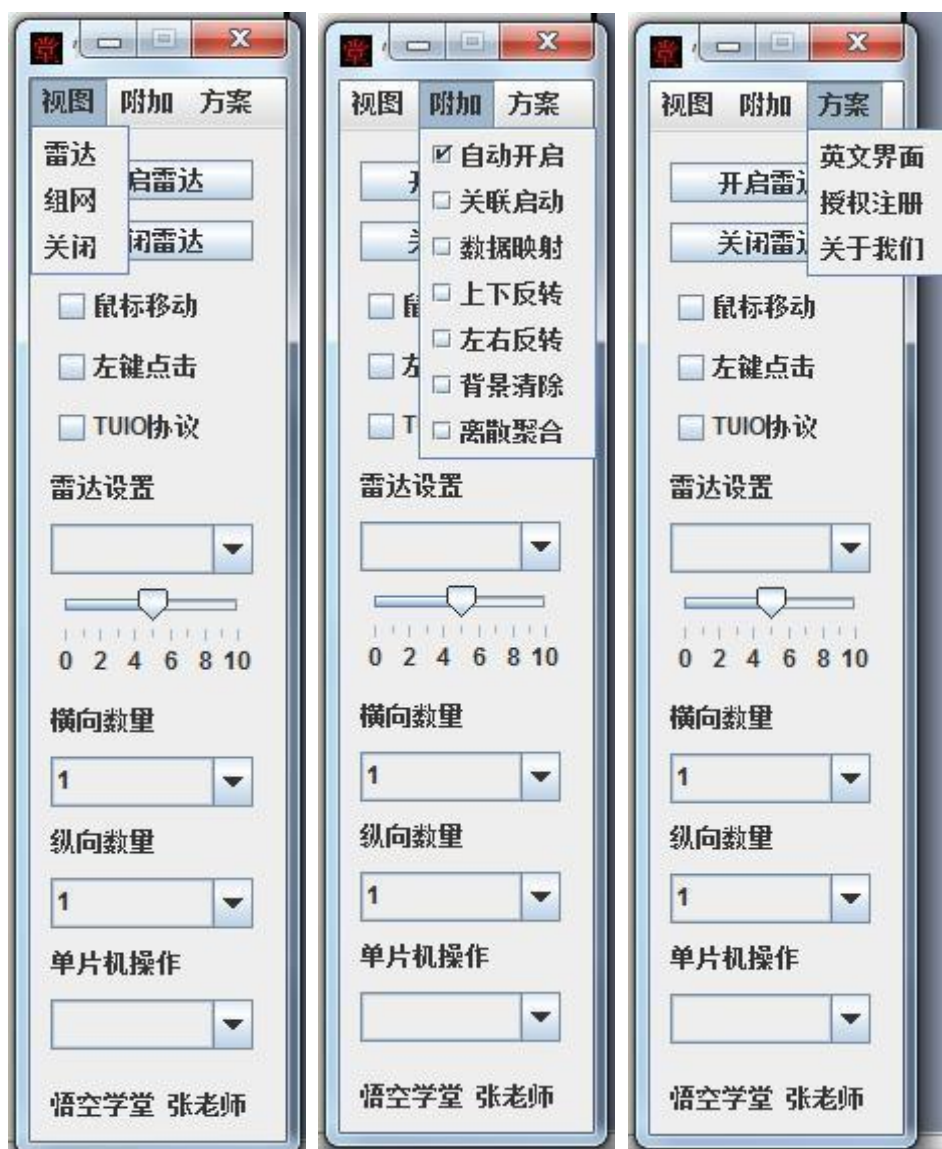 堂
视图 附加 方案
雷达
组网
关闭
启雷达
闭雷达
鼠标移动
左键点击
TUIO协议
雷达设置
0 2 4 6 8 10
横向数量
1
纵向数量
1
单片机操作
悟空学堂 张老师
堂
视图 附加 方案
自动开启
关联启动
数据映射
上下反转
左右反转
背景清除
离散聚合
雷达设置
0 2 4 6 8 10
横向数量
1
纵向数量
1
单片机操作
悟空学堂 张老师
堂
视图 附加 方案
英文界面
授权注册
关于我们
开启雷
关闭雷
鼠标移动
左键点击
TUIO协议
雷达设置
0 2 4 6 8 10
横向数量
1
纵向数量
1
单片机操作
悟空学堂 张老师